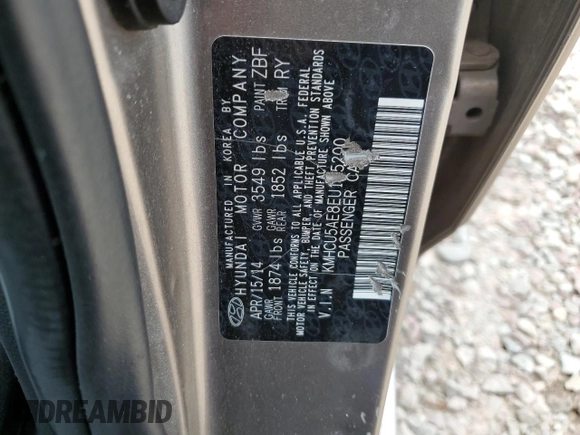 MANUFACTURED IN KOREA BY
HYUNDAI MOTOR COMPANY
APR/15/14 GVWR 3549 lbs PAINT ZBF
GAWR FRONT 1874 lbs GAWR REAR 1852 lbs RY
THIS VEHICLE CONFORMS TO ALL APPLICABLE U.S.A. FEDERAL
MOTOR VEHICLE SAFETY, BUMPER, AND THEFT PREVENTION STANDARDS
IN EFFECT ON THE DATE OF MANUFACTURE SHOWN ABOVE
V.I.N
PASSENGER
IDREAMBID